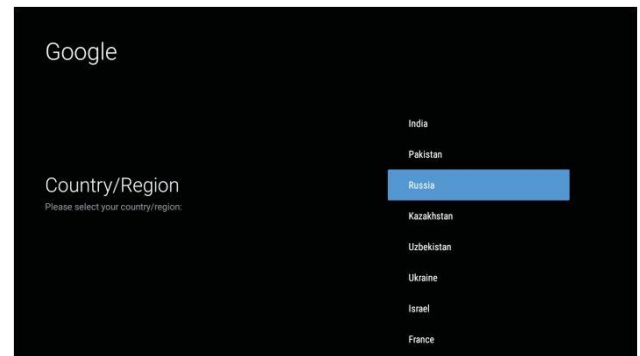 Google
Country/Region
Please select your country/region:
India
Pakistan
Russia
Kazakhstan
Uzbekistan
Ukraine
Israel
France